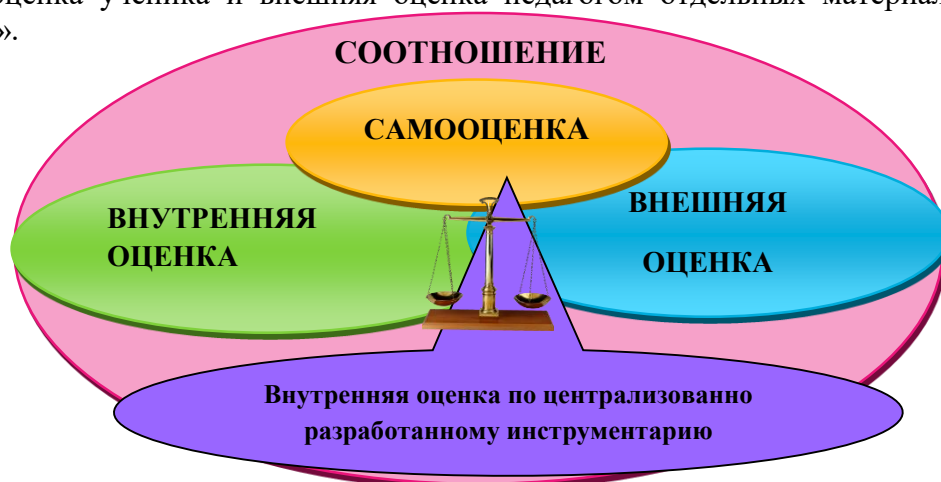 оценка ученика и внешняя оценка педагогом отдельных материал
».
СООТНОШЕНИЕ
САМООЦЕНКА
ВНУТРЕННЯЯ
ОЦЕНКА
ВНЕШНЯЯ
ОЦЕНКА
Внутренняя оценка по централизованно
разработанному инструментарию